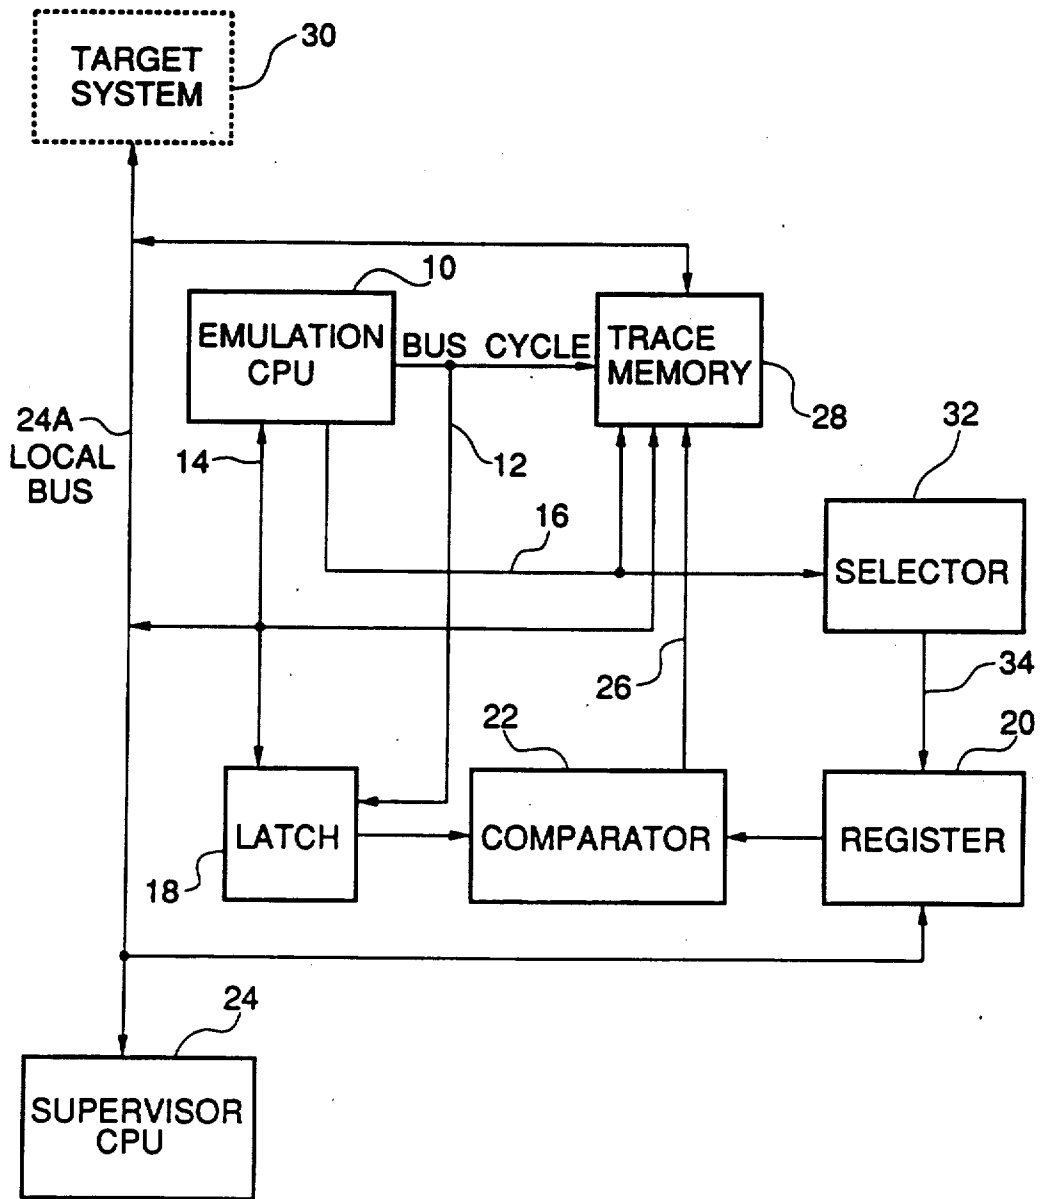 TARGET
SYSTEM
30
10
EMULATION
CPU
BUS CYCLE
TRACE
MEMORY
28
24A
LOCAL
BUS
14
12
32
16
SELECTOR
26
34
22
20
LATCH
18
COMPARATOR
REGISTER
24
SUPERVISOR
CPU